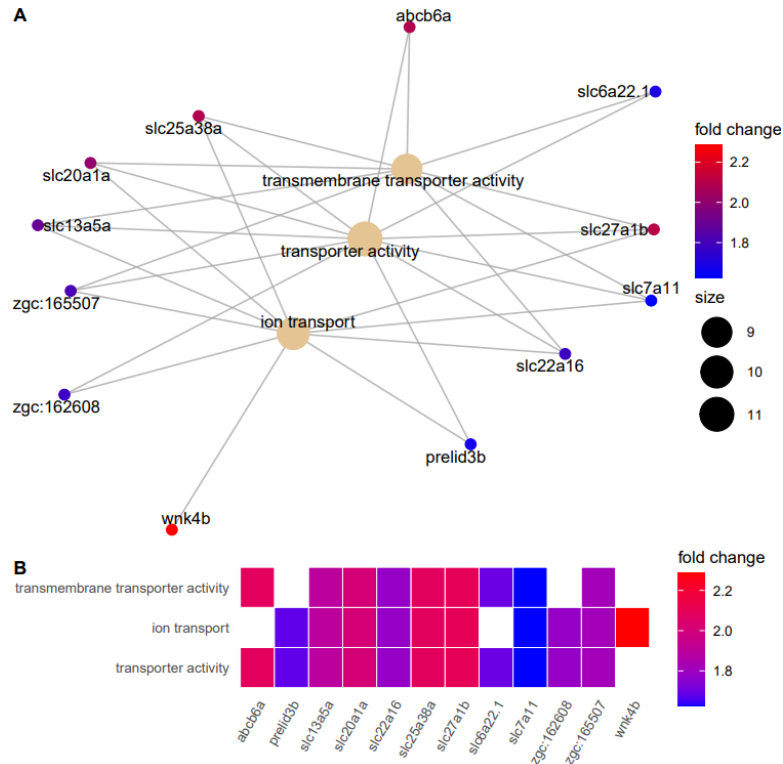 A
abcb6a
slc6a22.1
fold change
slc25a38a
2.2
slc20a1a
transmembrane transporter activity
2.0
slc13a5a
slc27a1b
1.8
transporter activity
zgc:165507
slc7a11
size
ion transport
9
slc22a16
10
zgc:162608
11
prelid3b
wnk4b
B
fold change
transmembrane transporter activity
2.2
ion transport
2.0
transporter activity
1.8
abcb6a
prelid3b
slc13a5a
slc20a1a
slc22a16
slc25a38a
slc27a1b
slc6a22.1
slc7a11
zgc:162608
zgc:165507
wnk4b